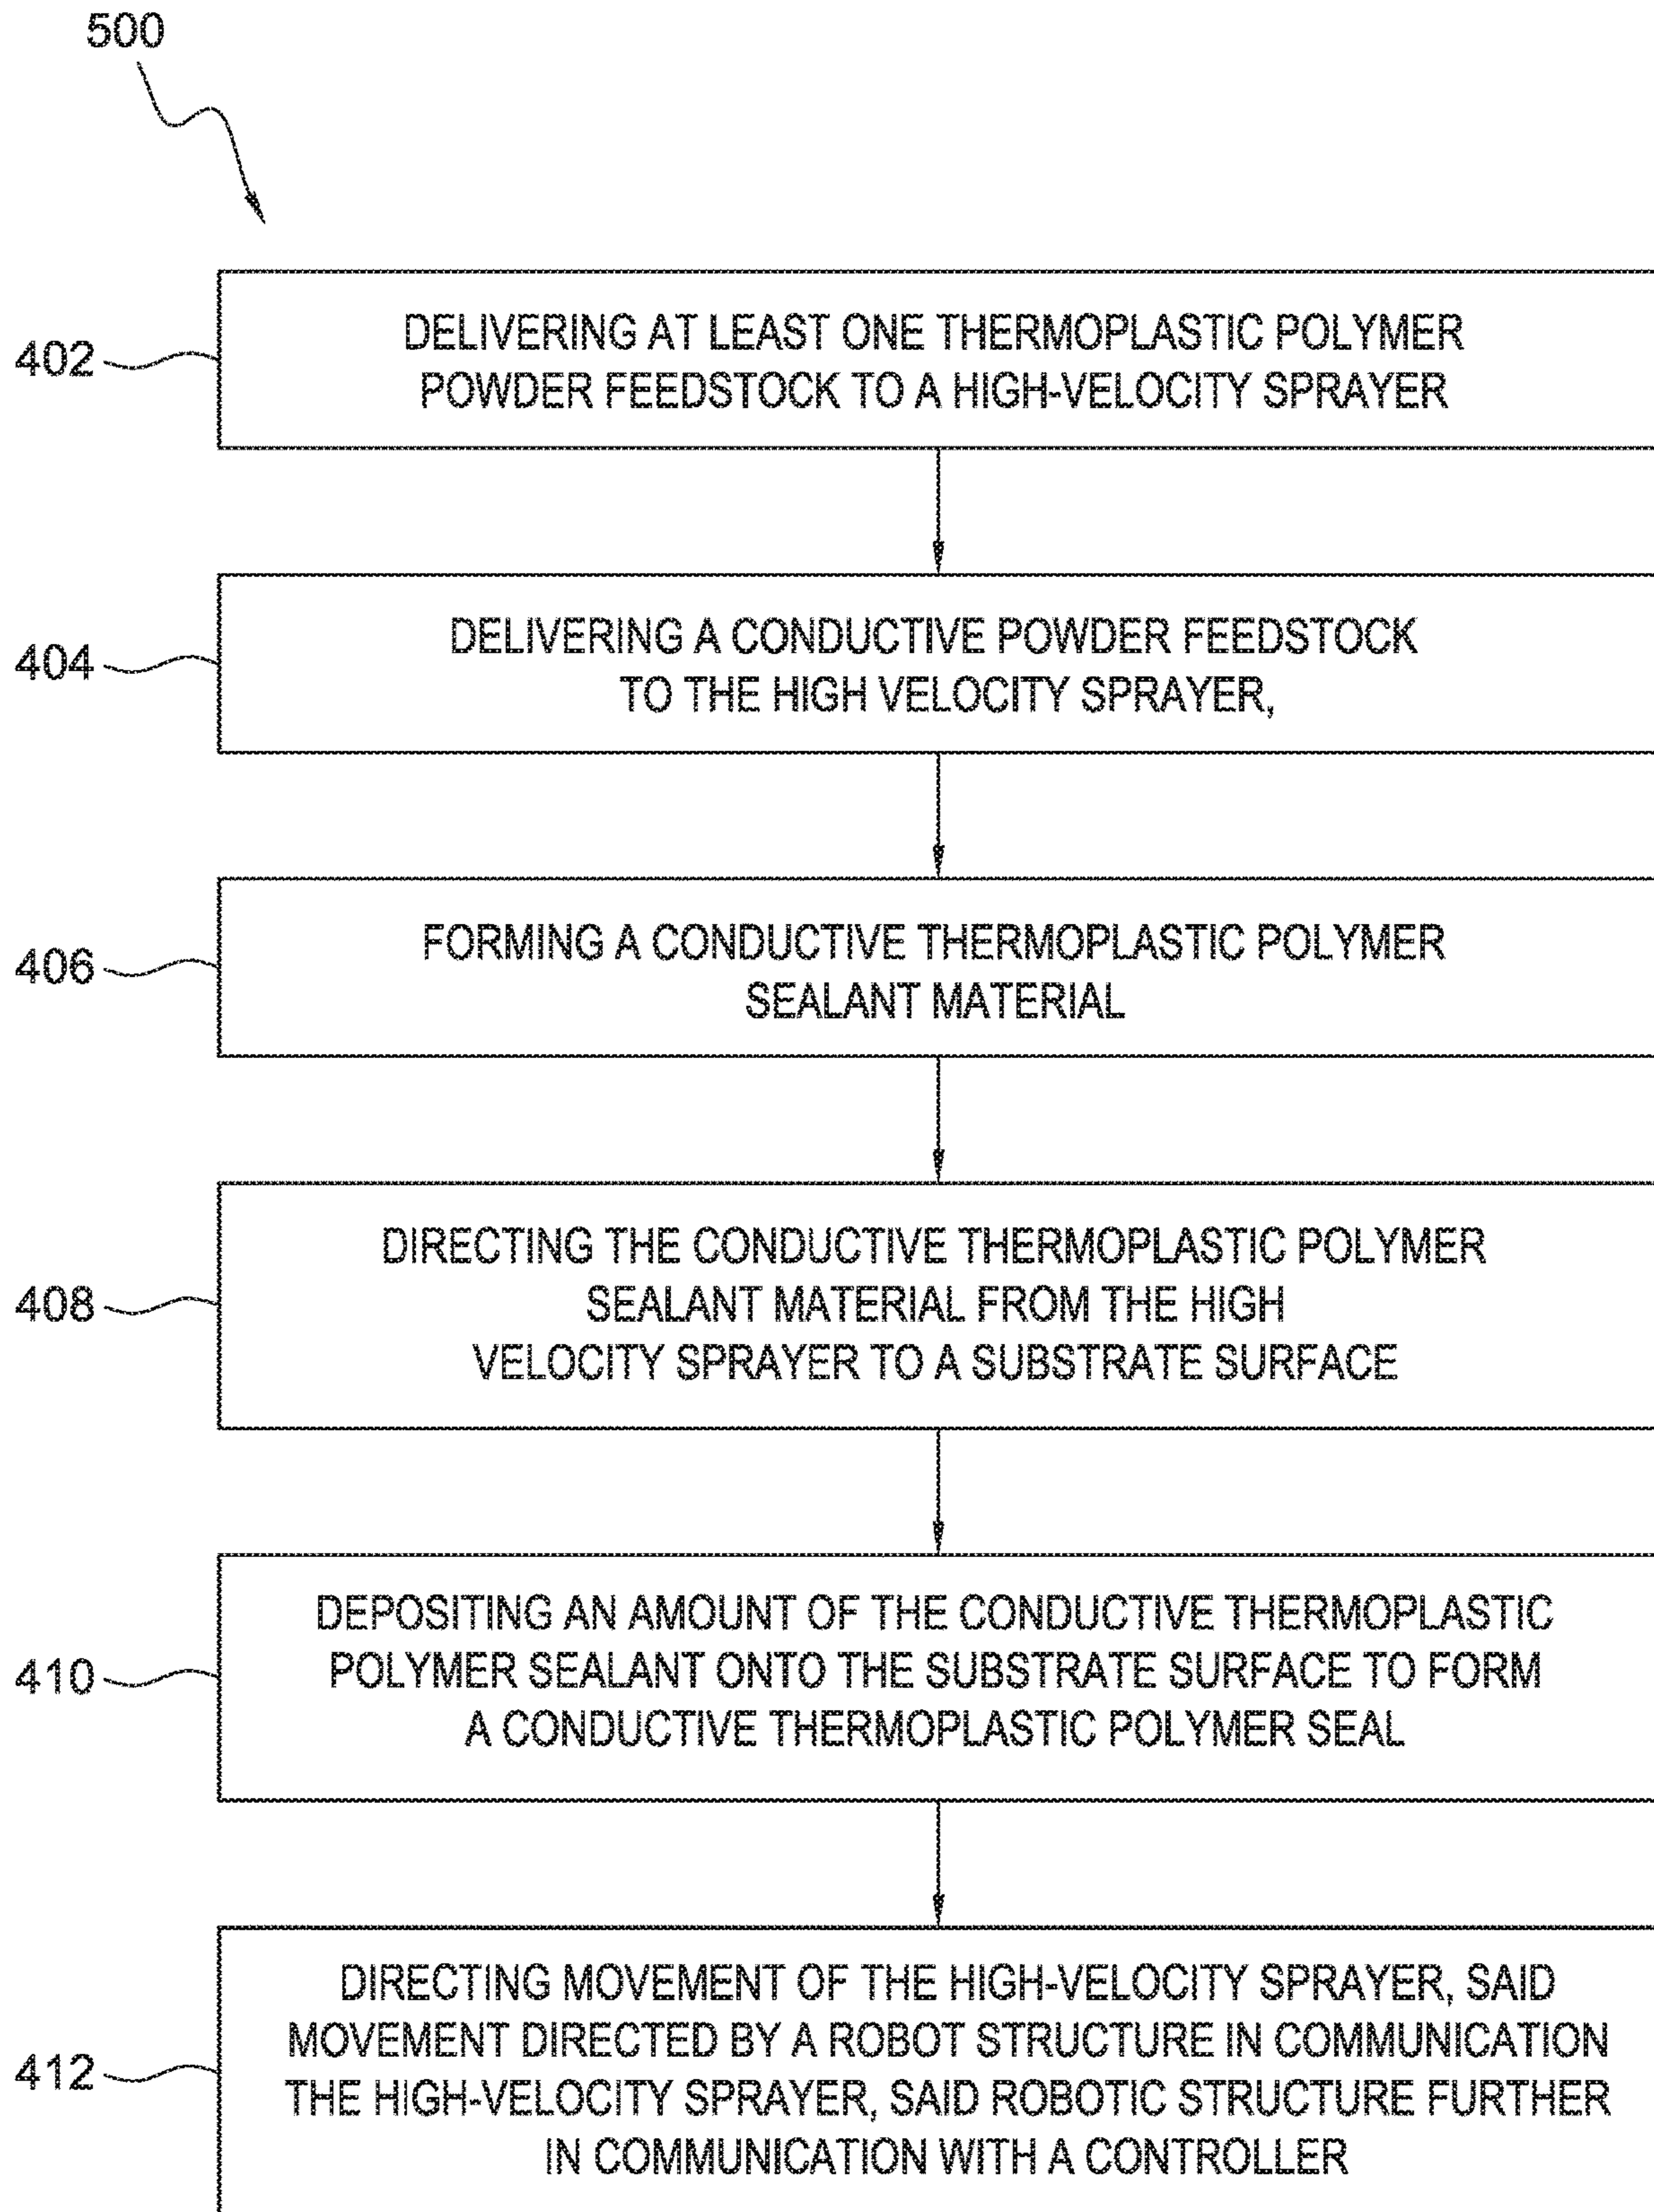 500
402
DELIVERING AT LEAST ONE THERMOPLASTIC POLYMER
POWDER FEEDSTOCK TO A HIGH-VELOCITY SPRAYER
404
DELIVERING A CONDUCTIVE POWDER FEEDSTOCK
TO THE HIGH VELOCITY SPRAYER,
406
FORMING A CONDUCTIVE THERMOPLASTIC POLYMER
SEALANT MATERIAL
408
DIRECTING THE CONDUCTIVE THERMOPLASTIC POLYMER
SEALANT MATERIAL FROM THE HIGH
VELOCITY SPRAYER TO A SUBSTRATE SURFACE
410
DEPOSITING AN AMOUNT OF THE CONDUCTIVE THERMOPLASTIC
POLYMER SEALANT ONTO THE SUBSTRATE SURFACE TO FORM
A CONDUCTIVE THERMOPLASTIC POLYMER SEAL
412
DIRECTING MOVEMENT OF THE HIGH-VELOCITY SPRAYER, SAID
MOVEMENT DIRECTED BY A ROBOT STRUCTURE IN COMMUNICATION
THE HIGH-VELOCITY SPRAYER, SAID ROBOTIC STRUCTURE FURTHER
IN COMMUNICATION WITH A CONTROLLER